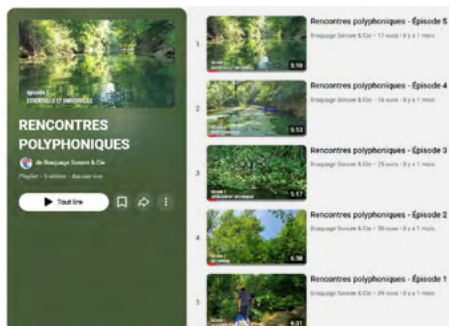 épisode 5
ESSENTIELLE ET UNIVERSELLE
RENCONTRES
POLYPHONIQUES
de Braquage Sonore & Cie
Playlist • 5 vidéos • Aucune vue
Tout lire
1
5:10
Rencontres polyphoniques - Épisode 5
Braquage Sonore & Cie • 17 vues • il y a 1 mois
2
5:13
Rencontres polyphoniques - Épisode 4
Braquage Sonore & Cie • 16 vues • il y a 1 mois
3
5:17
Rencontres polyphoniques - Épisode 3
Braquage Sonore & Cie • 25 vues • il y a 1 mois
4
Rencontres polyphoniques - Épisode 2
Braquage Sonore & Cie • 30 vues • il y a 1 mois
5
6:31
Rencontres polyphoniques - Épisode 1
Braquage Sonore & Cie • 39 vues • il y a 1 mois